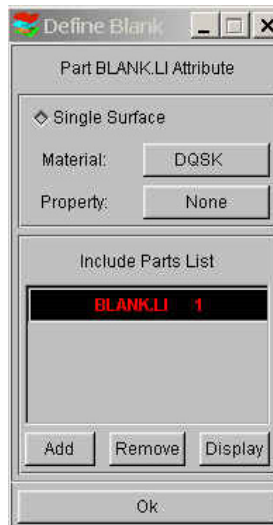 Define Blank
Part BLANK.LI Attribute
Single Surface
Material: DQSK
Property: None
Include Parts List
BLANK.LI 1
Add Remove Display
Ok